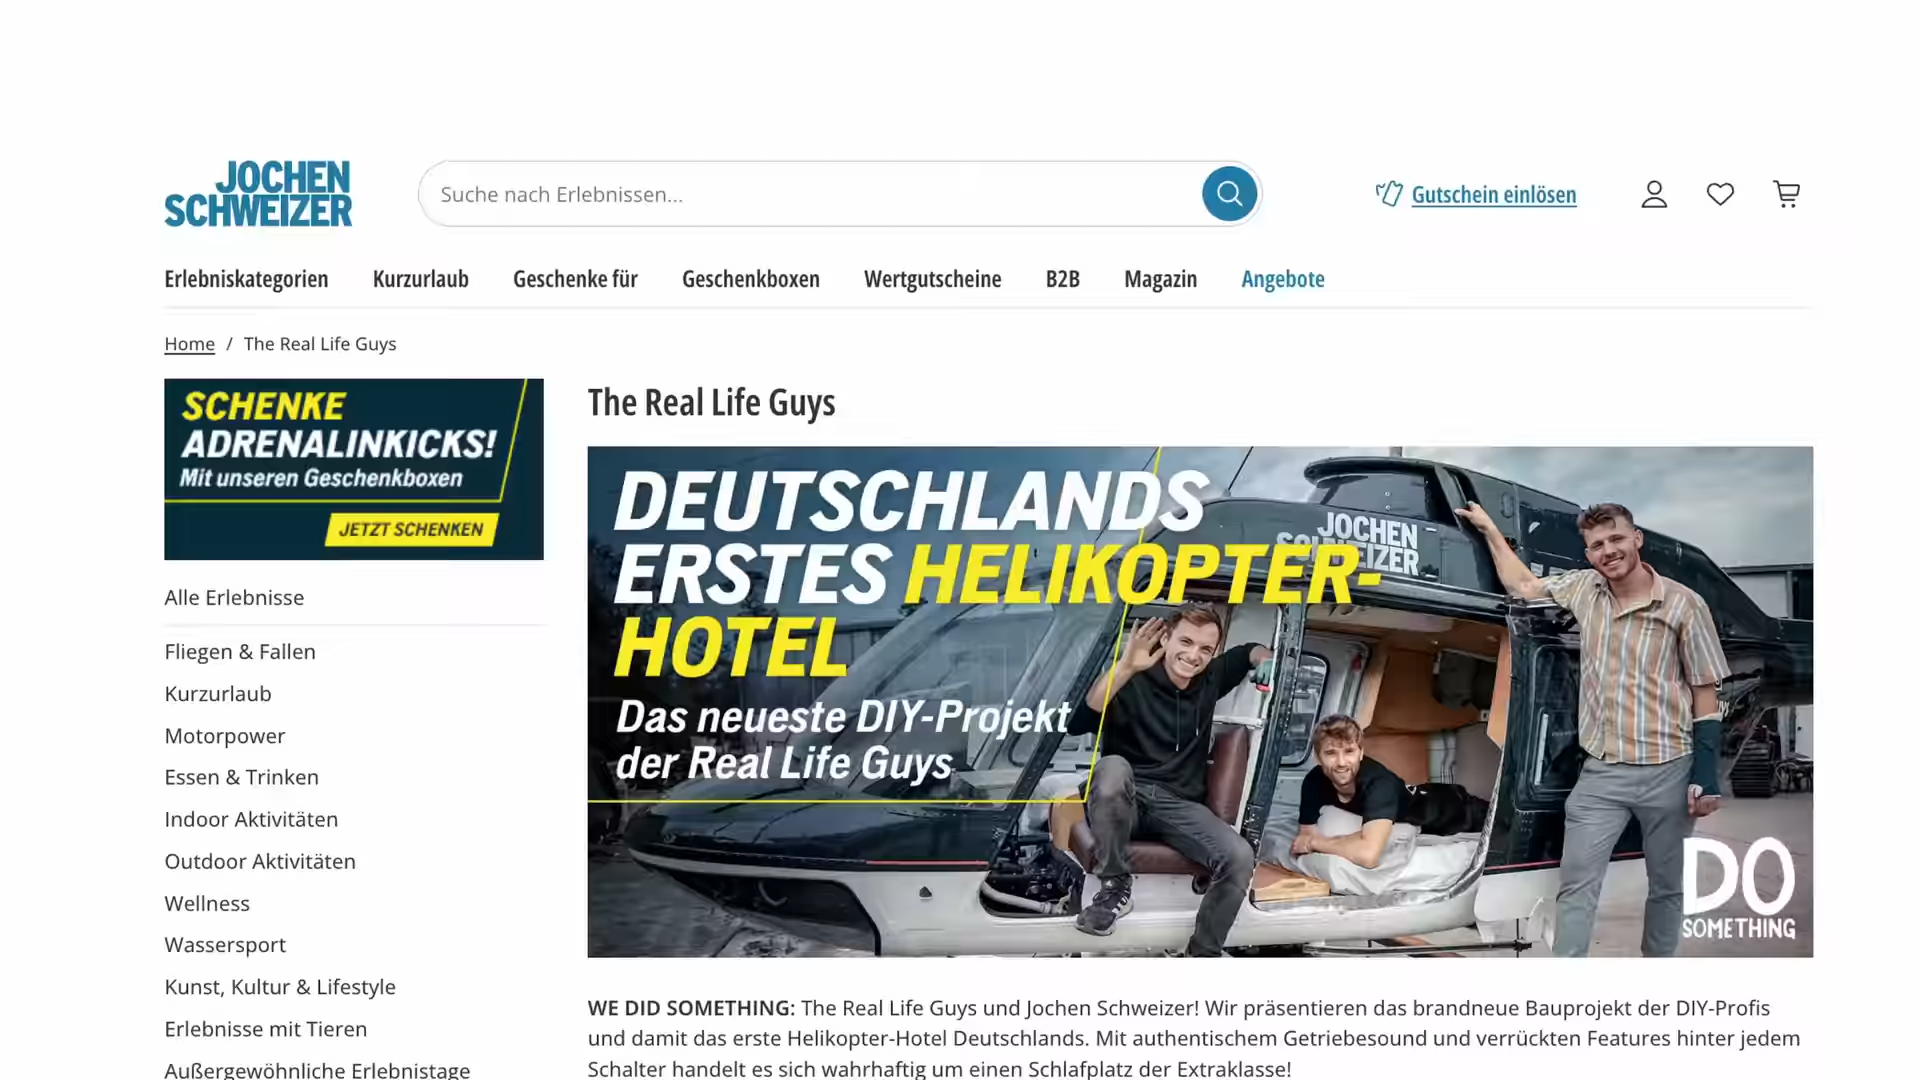 JOCHEN
SCHWEIZER
Suche nach Erlebnissen...
Gutschein einlösen
Erlebniskategorien
Kurzurlaub
Geschenke für
Geschenkboxen
Wertgutscheine
B2B
Magazin
Angebote
Home / The Real Life Guys
SCHENKE
ADRENALINKICKS!
Mit unseren Geschenkboxen
JETZT SCHENKEN
Alle Erlebnisse
Fliegen & Fallen
Kurzurlaub
Motorpower
Essen & Trinken
Indoor Aktivitäten
Outdoor Aktivitäten
Wellness
Wassersport
Kunst, Kultur & Lifestyle
Erlebnisse mit Tieren
Außergewöhnliche Erlebnistage
The Real Life Guys
DEUTSCHLANDS
ERSTES HELIKOPTER-
HOTEL
Das neueste DIY-Projekt
der Real Life Guys
JOCHEN
SCHWEIZER
DO
SOMETHING
WE DID SOMETHING: The Real Life Guys und Jochen Schweizer! Wir präsentieren das brandneue Bauprojekt der DIY-Profis
und damit das erste Helikopter-Hotel Deutschlands. Mit authentischem Getriebesound und verrückten Features hinter jedem
Schalter handelt es sich wahrhaftig um einen Schlafplatz der Extraklasse!